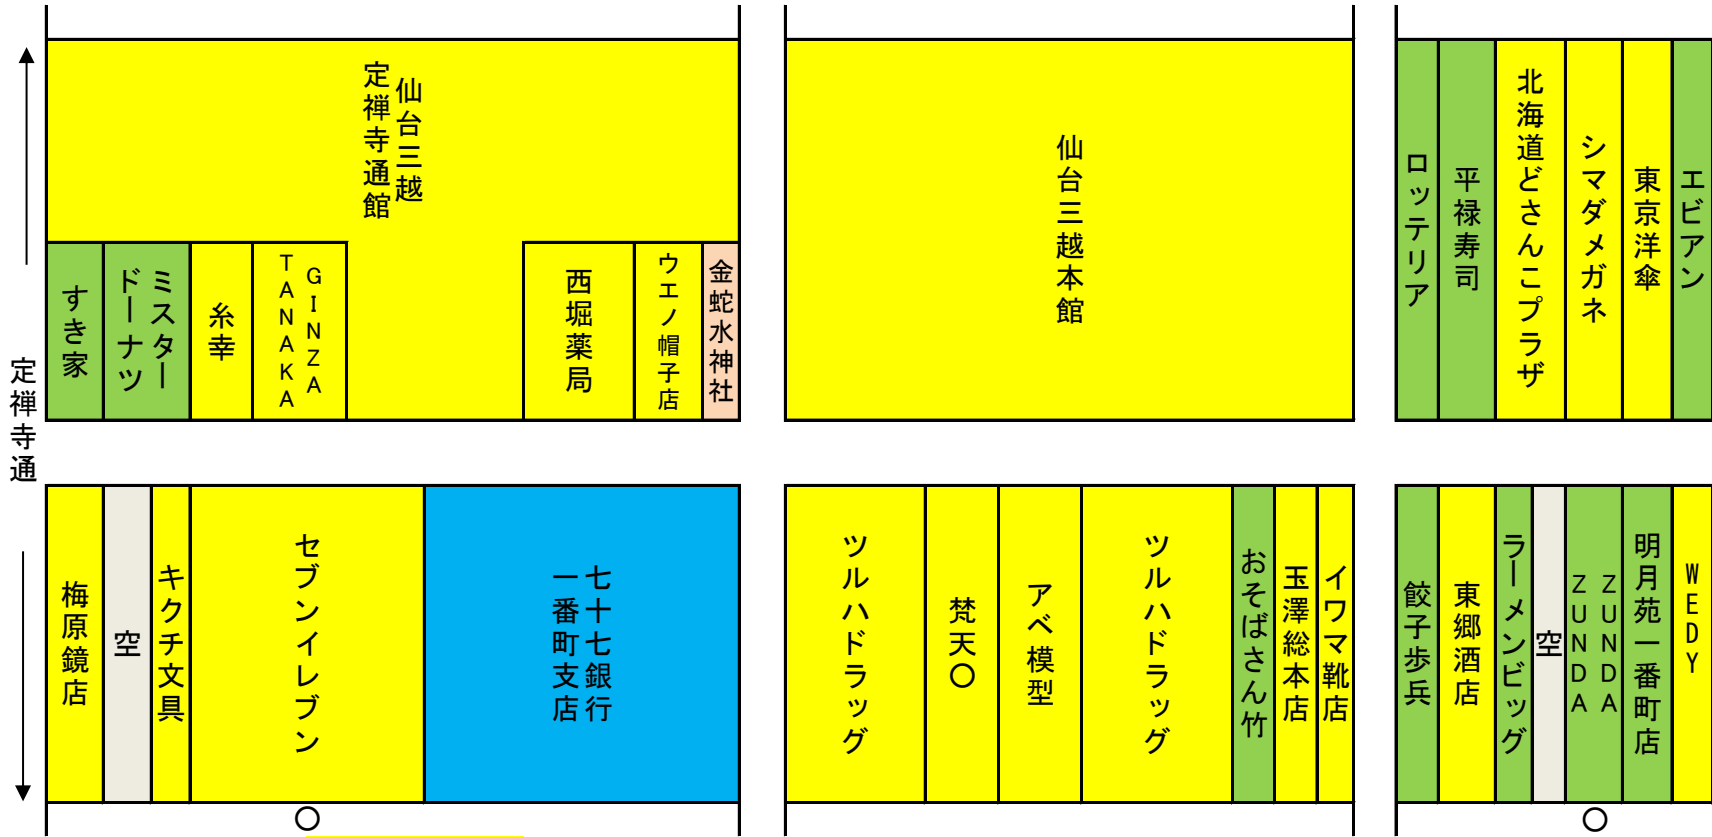 定禅寺通
仙台三越
定禅寺通館
すき家
ミスター
ドーナツ
糸幸
GINZA
TANAKA
西堀薬局
ウエノ帽子店
金蛇水神社
仙台三越本館
ロッテリア
平禄寿司
北海道どさんこプラザ
シマダメガネ
東京洋傘
エビアン
梅原鏡店
空
キクチ文具
セブンイレブン
七十七銀行
一番町支店
ツルハドラッグ
梵天〇
アベ模型
ツルハドラッグ
おそばさん竹
玉澤総本店
イワマ靴店
餃子歩兵
東郷酒店
ラーメンビッグ
空
ZUNDA
ZUNDA
明月苑一番町店
WEDY
〇
〇